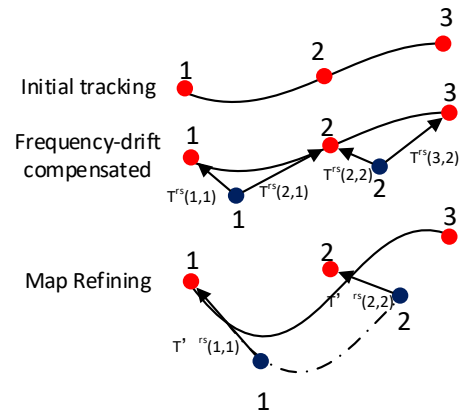 3
2
1
Initial tracking
3
1
2
Frequency-drift
compensated
T^rs(1,1)
T^rs(2,1)
T^rs(2,2)
T^rs(3,2)
1
2
3
1
2
Map Refining
T' rs(1,1)
T' rs(2,2)
2
1